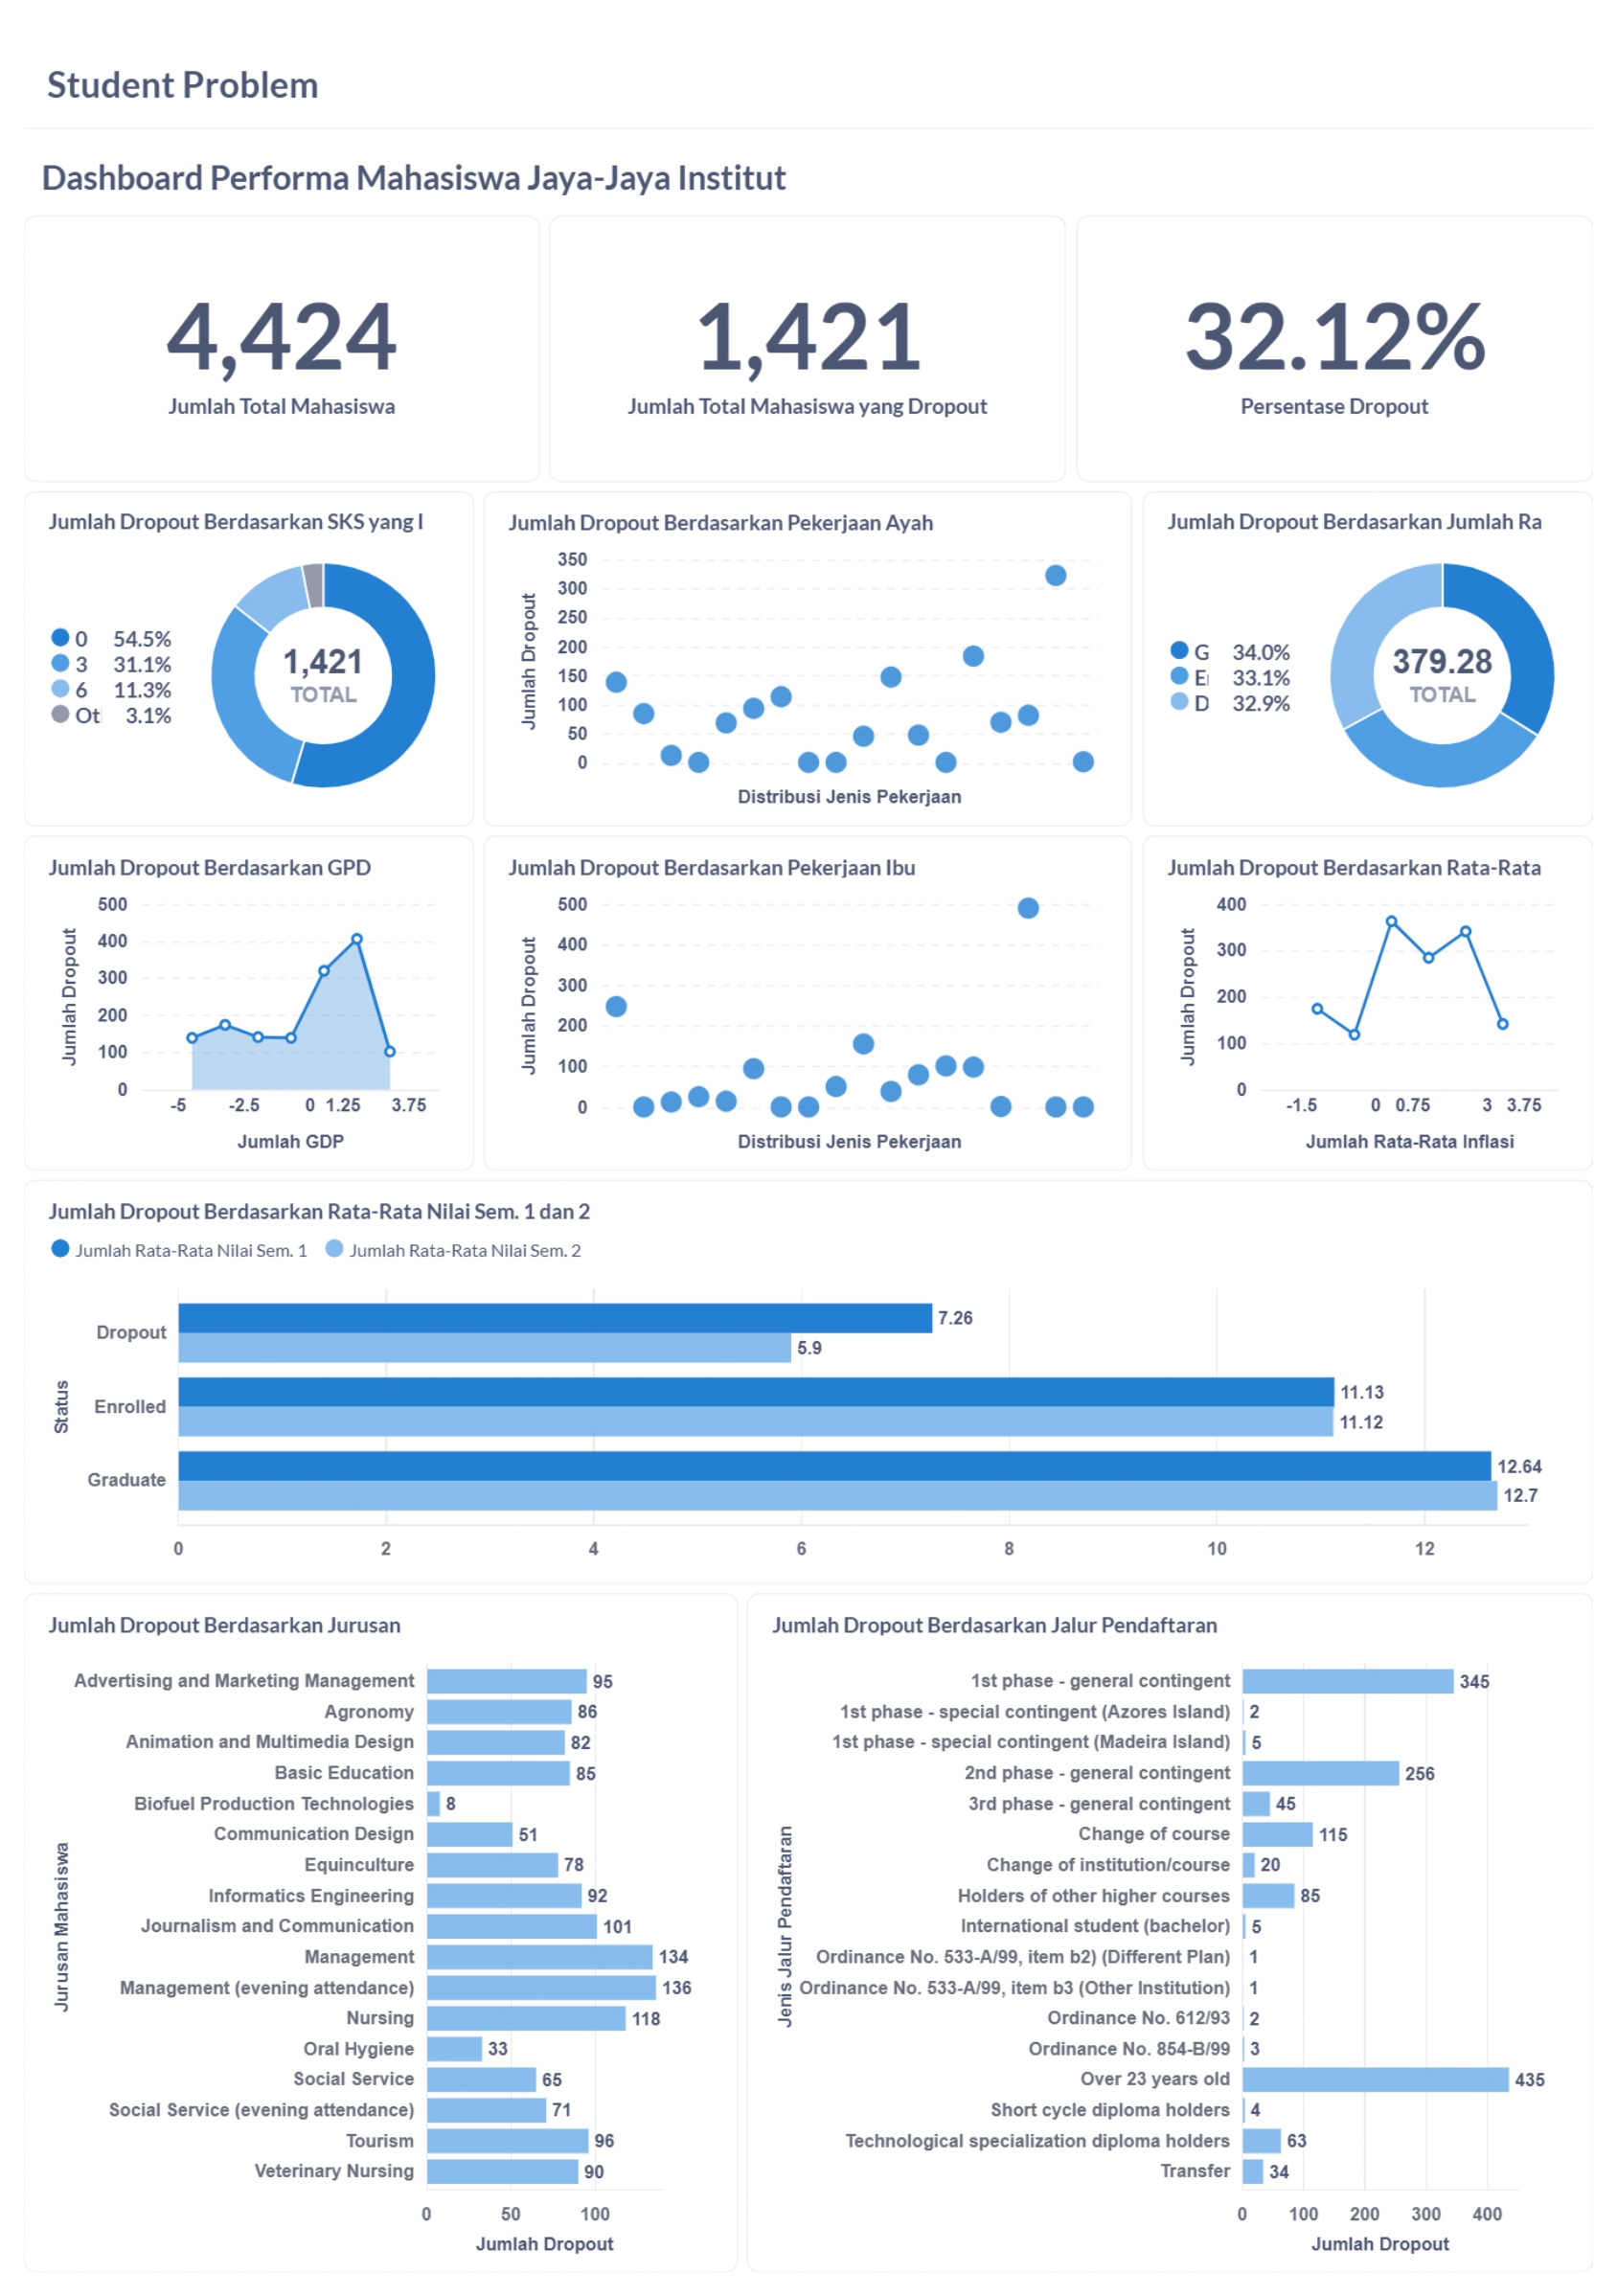 Student Problem
Dashboard Performa Mahasiswa Jaya-Jaya Institut
4,424
Jumlah Total Mahasiswa
1,421
Jumlah Total Mahasiswa yang Dropout
32.12%
Persentase Dropout
Jumlah Dropout Berdasarkan SKS yang
0 54.5%
3 31.1%
6 11.3%
Ot 3.1%
1,421
TOTAL
Jumlah Dropout Berdasarkan Pekerjaan Ayah
Jumlah Dropout
350
300
250
200
150
100
50
0
Distribusi Jenis Pekerjaan
Jumlah Dropout Berdasarkan Jumlah Ra
G 34.0%
E 33.1%
D 32.9%
379.28
TOTAL
Jumlah Dropout Berdasarkan GPD
Jumlah Dropout
500
400
300
200
100
0
-5 -2.5 0 1.25 3.75
Jumlah GDP
Jumlah Dropout Berdasarkan Pekerjaan Ibu
Jumlah Dropout
500
400
300
200
100
0
Distribusi Jenis Pekerjaan
Jumlah Dropout Berdasarkan Rata-Rata
Jumlah Dropout
400
300
200
100
0
-1.5 0 0.75 3 3.75
Jumlah Rata-Rata Inflasi
Jumlah Dropout Berdasarkan Rata-Rata Nilai Sem. 1 dan 2
Jumlah Rata-Rata Nilai Sem. 1 Jumlah Rata-Rata Nilai Sem. 2
Status
Dropout 7.26
5.9
Enrolled 11.13
11.12
Graduate 12.64
12.7
0 2 4 6 8 10 12
Jumlah Dropout Berdasarkan Jurusan
Jurusan Mahasiswa
Advertising and Marketing Management 95
Agronomy 86
Animation and Multimedia Design 82
Basic Education 85
Biofuel Production Technologies 8
Communication Design 51
Equinculture 78
Informatics Engineering 92
Journalism and Communication 101
Management 134
Management (evening attendance) 136
Nursing 118
Oral Hygiene 33
Social Service 65
Social Service (evening attendance) 71
Tourism 96
Veterinary Nursing 90
0 50 100
Jumlah Dropout
Jumlah Dropout Berdasarkan Jalur Pendaftaran
Jenis Jalur Pendaftaran
1st phase - general contingent 345
1st phase - special contingent (Azores Island) 2
1st phase - special contingent (Madeira Island) 5
2nd phase - general contingent 256
3rd phase - general contingent 45
Change of course 115
Change of institution/course 20
Holders of other higher courses 85
International student (bachelor) 5
Ordinance No. 533-A/99, item b2) (Different Plan) 1
Ordinance No. 533-A/99, item b3 (Other Institution) 1
Ordinance No. 612/93 2
Ordinance No. 854-B/99 3
Over 23 years old 435
Short cycle diploma holders 4
Technological specialization diploma holders 63
Transfer 34
0 100 200 300 400
Jumlah Dropout